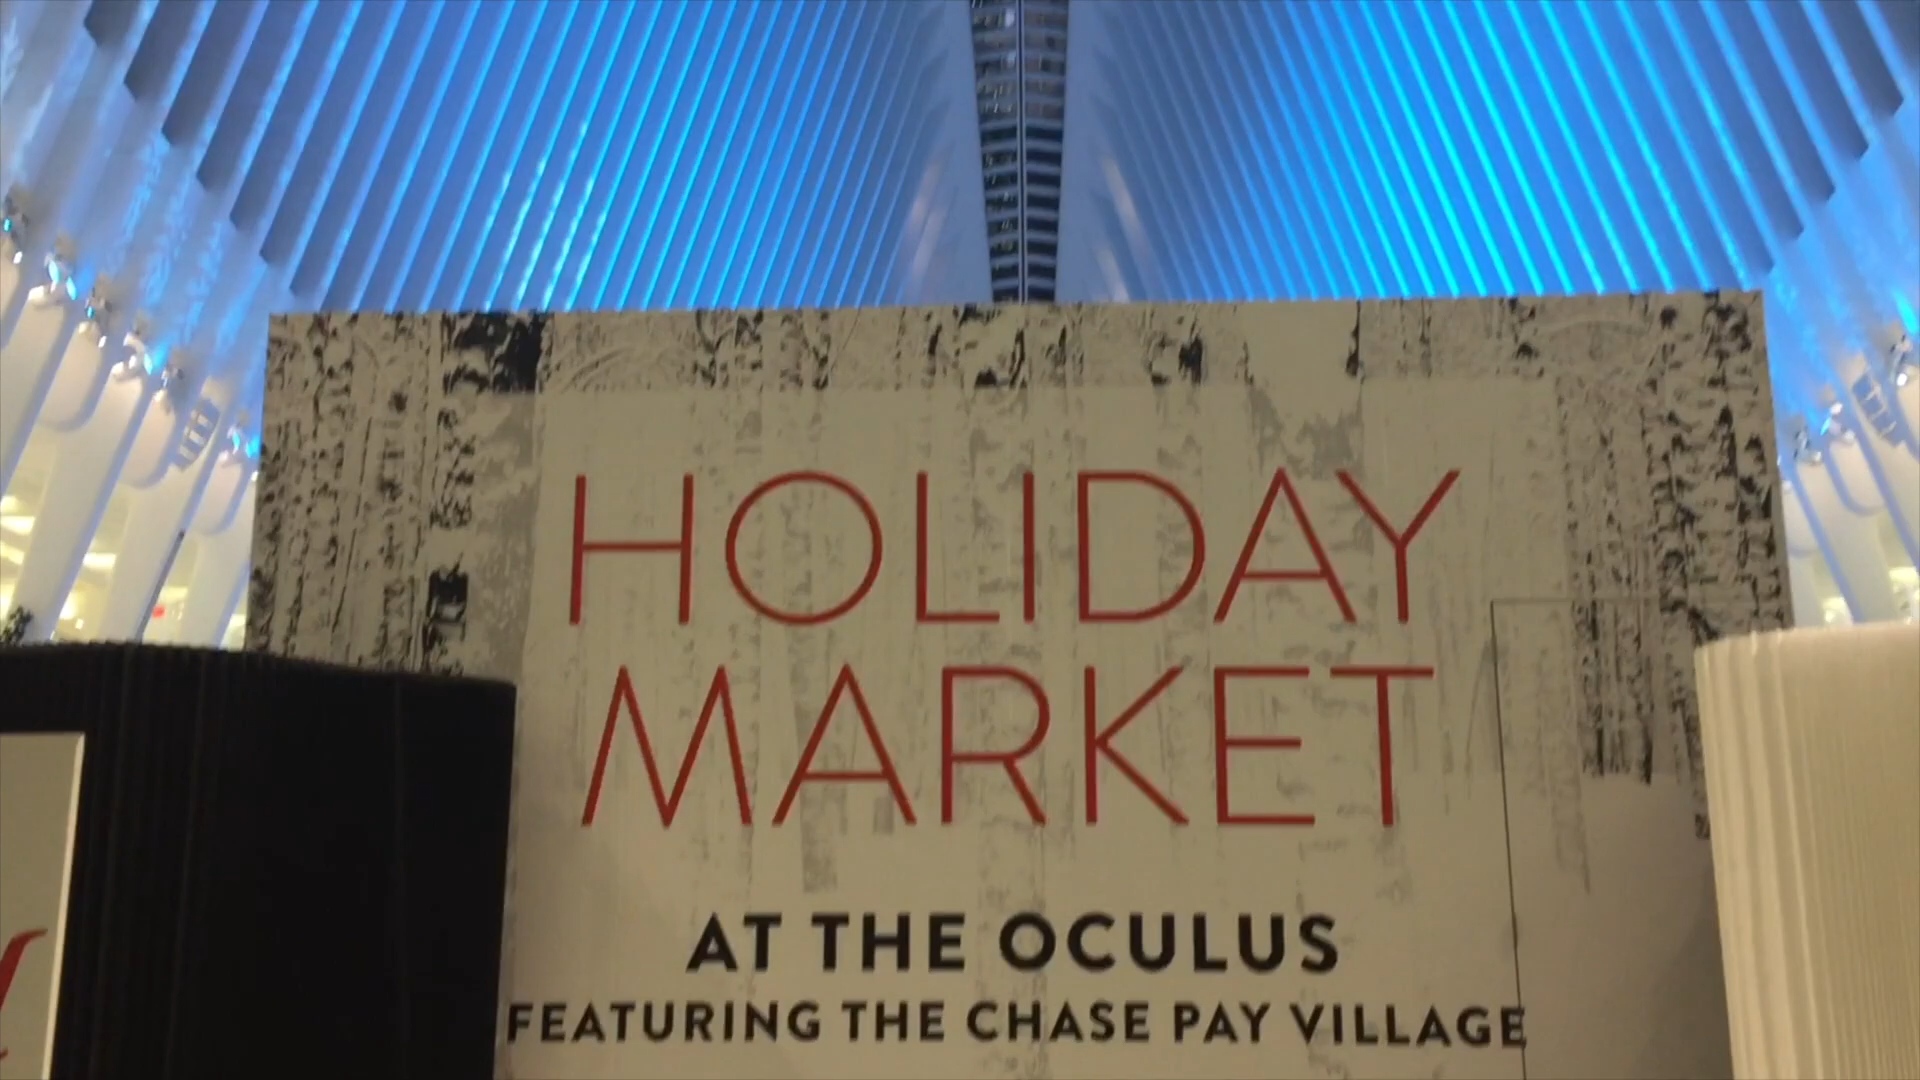 HOLIDAY
MARKET
AT THE OCULUS
FEATURING THE CHASE PAY VILLAGE